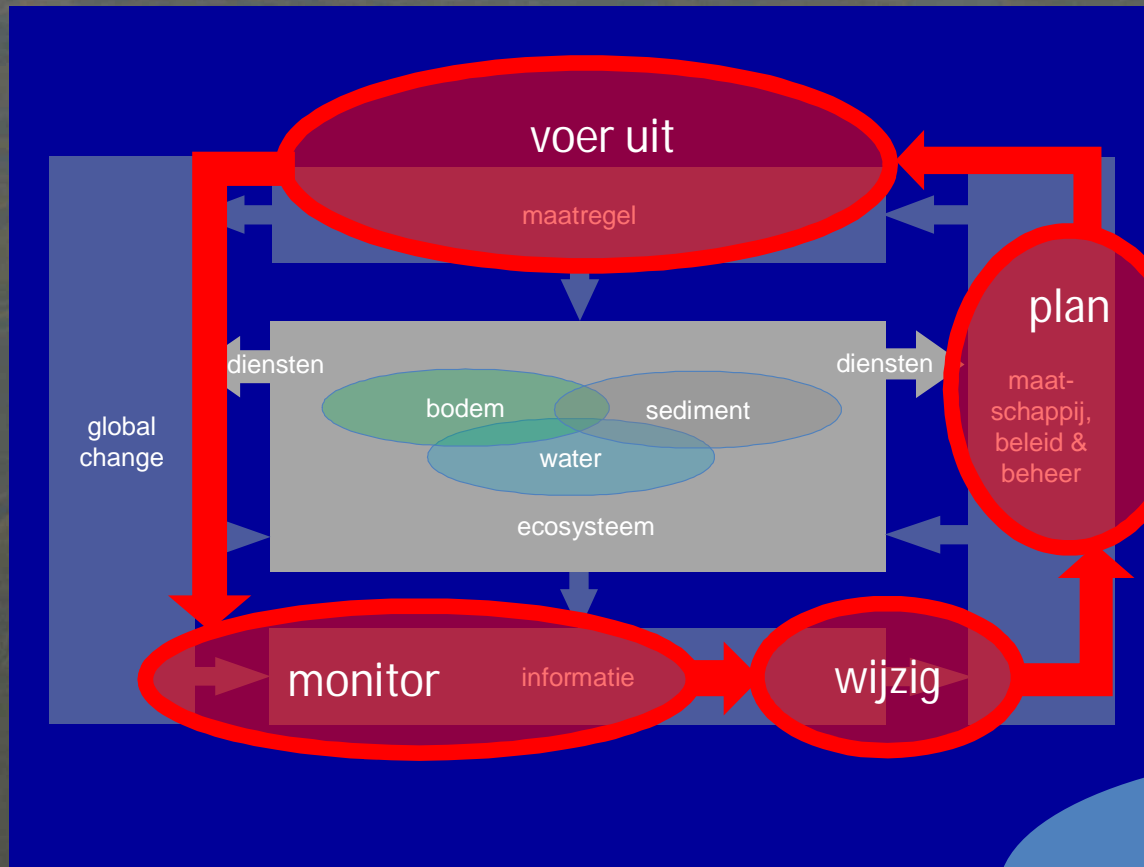 voer uit
maatregel
plan
diensten
diensten
maat-
schappij,
beleid &
beheer
bodem
sediment
global
change
water
ecosysteem
monitor
informatie
wijzig